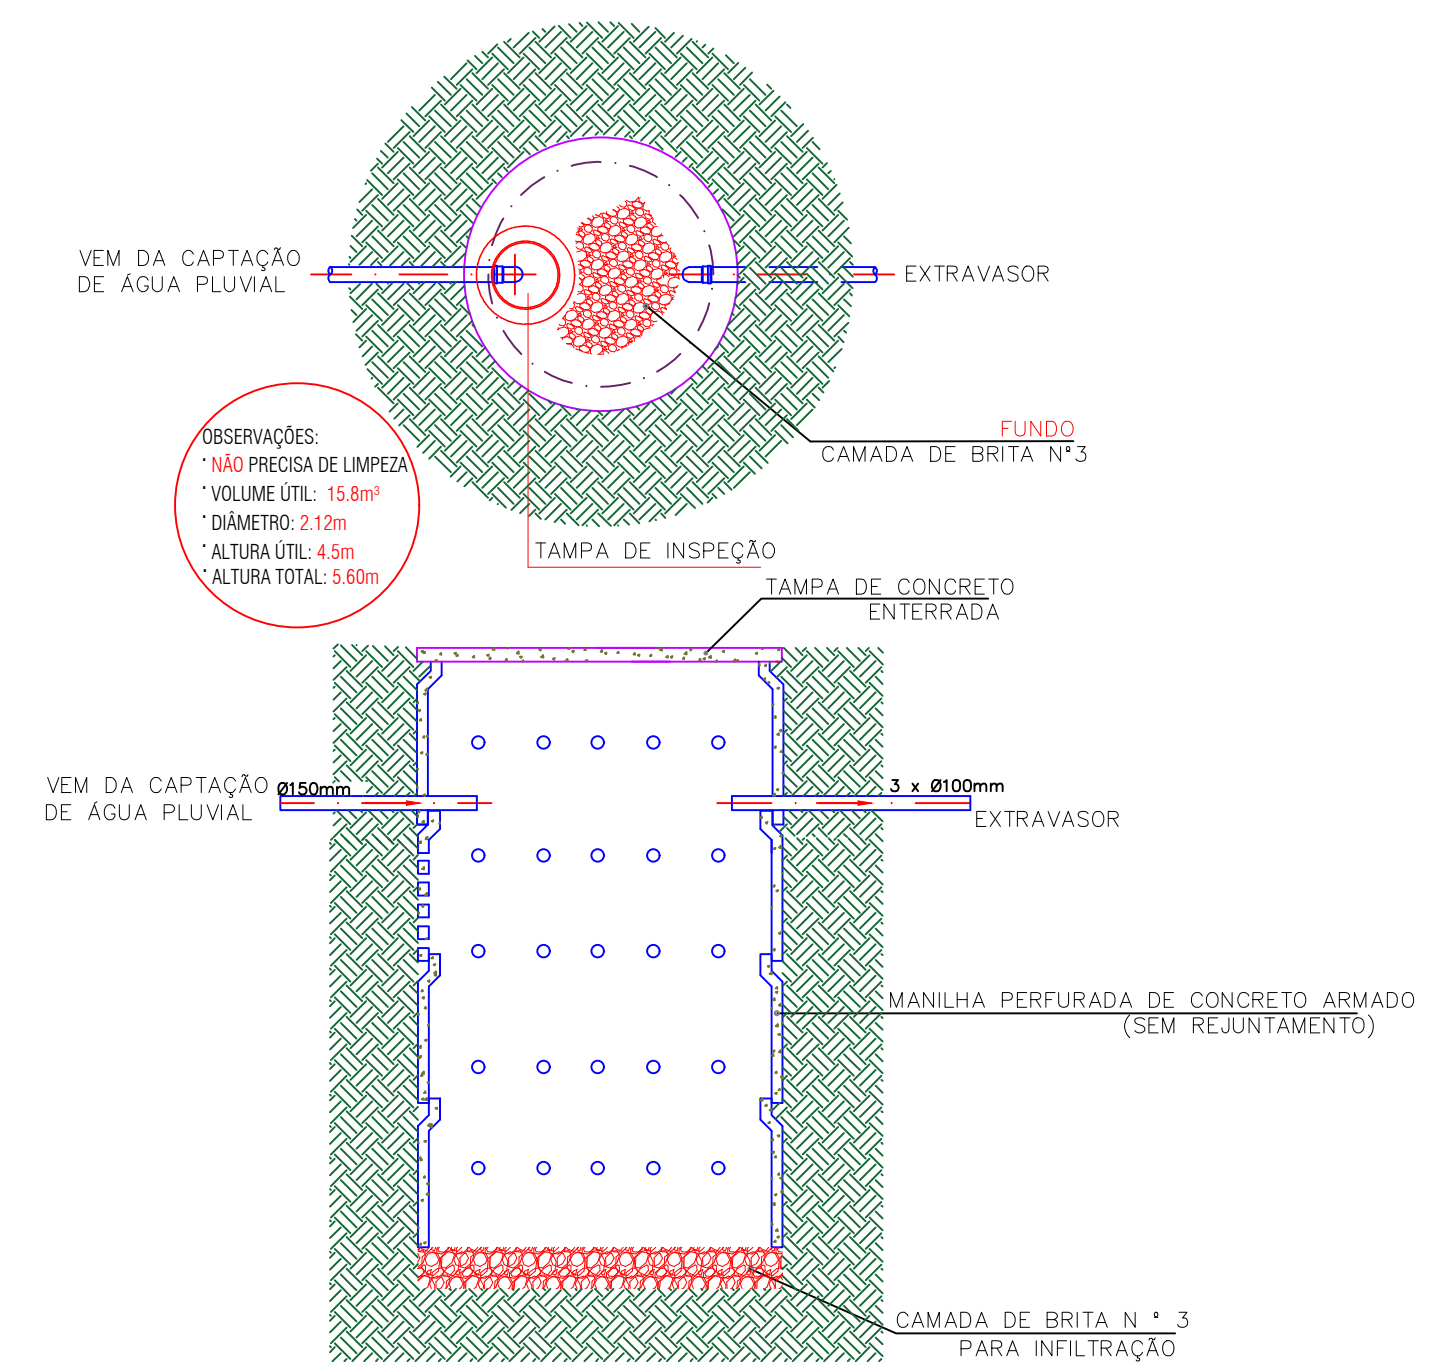 VEM DA CAPTAÇÃO
DE ÁGUA PLUVIAL
EXTRAVASOR
FUNDO
CAMADA DE BRITA N°3
OBSERVAÇÕES:
· NÃO PRECISA DE LIMPEZA
· VOLUME ÚTIL: 15.8m³
· DIÂMETRO: 2.12m
· ALTURA ÚTIL: 4.5m
· ALTURA TOTAL: 5.60m
TAMPA DE INSPEÇÃO
TAMPA DE CONCRETO
ENTERRADA
VEM DA CAPTAÇÃO
DE ÁGUA PLUVIAL
Ø150mm
3 x Ø100mm
EXTRAVASOR
MANILHA PERFURADA DE CONCRETO ARMADO
(SEM REJUNTAMENTO)
CAMADA DE BRITA N ° 3
PARA INFILTRAÇÃO